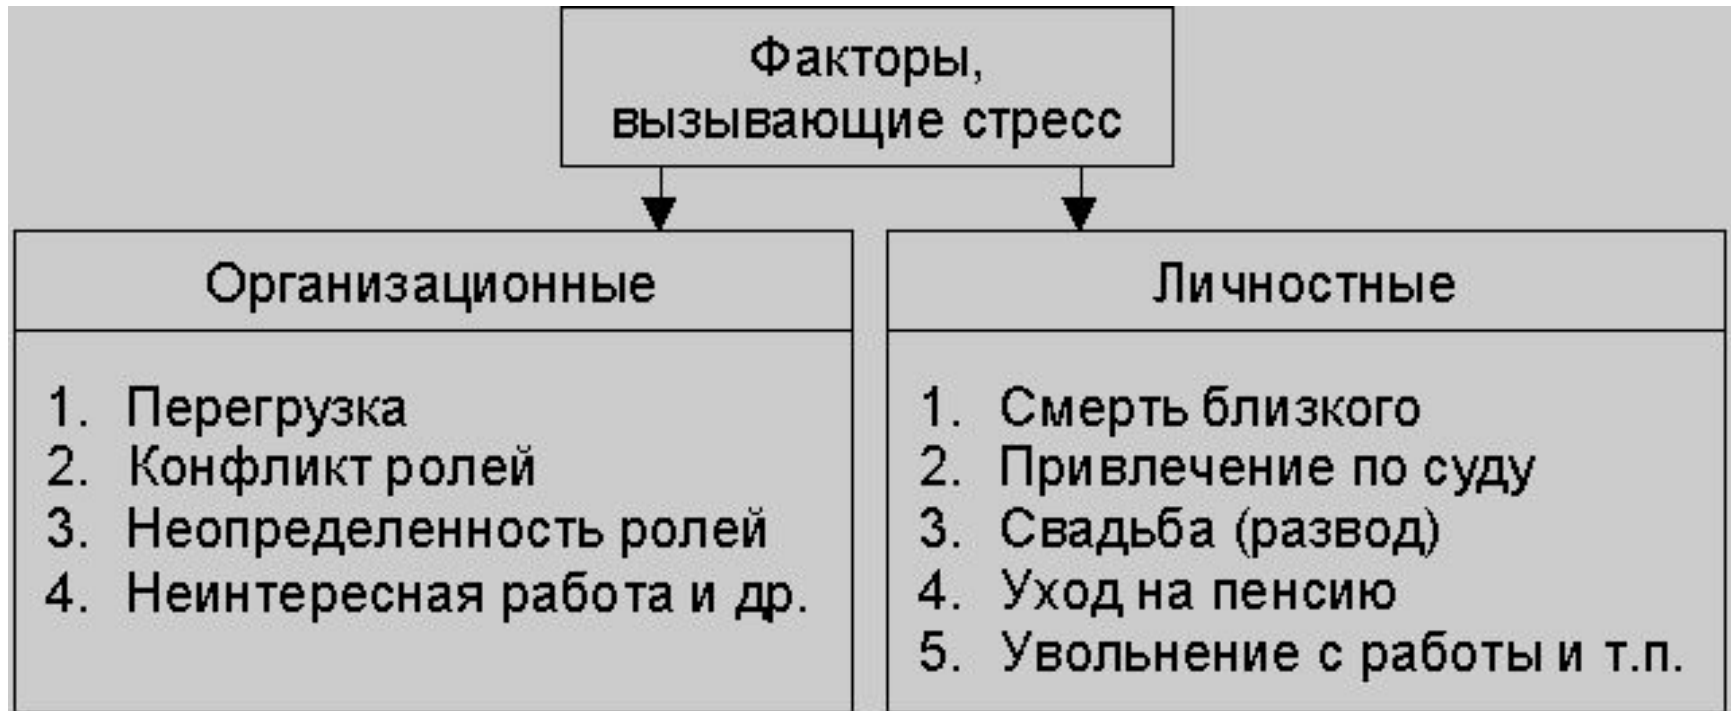 Факторы,
вызывающие стресс
Организационные
1. Перегрузка
2. Конфликт ролей
3. Неопределенность ролей
4. Неинтересная работа и др.
Личностные
1. Смерть близкого
2. Привлечение по суду
3. Свадьба (развод)
4. Уход на пенсию
5. Увольнение с работы и т.п.